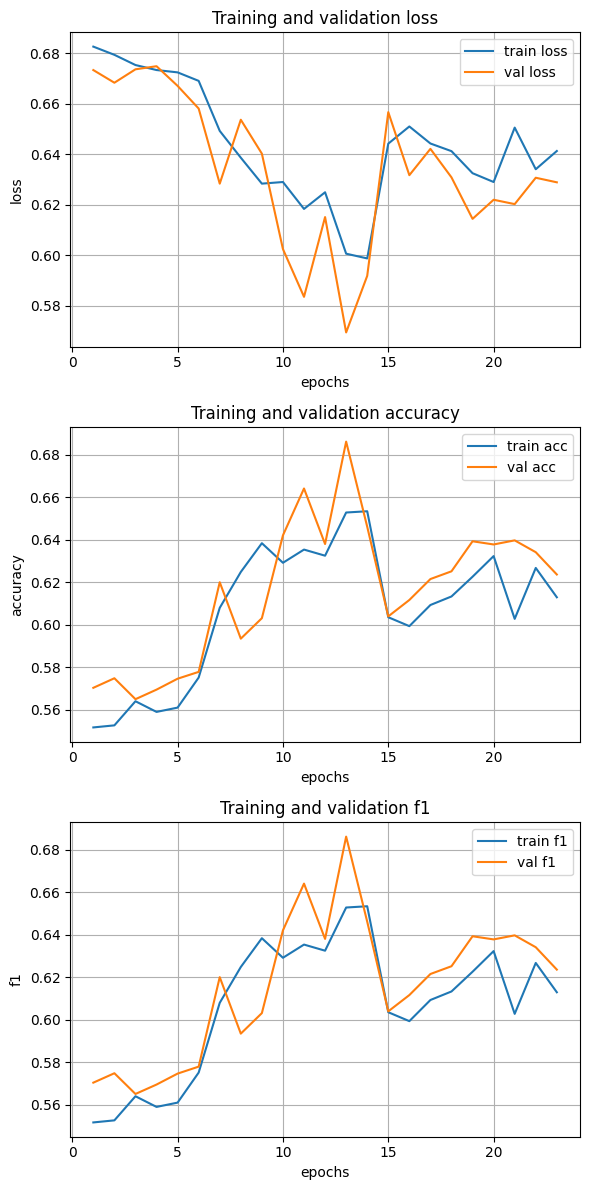 Training and validation loss
train loss
val loss
0.68
0.66
0.64
0.62
0.60
0.58
loss
0 5 10 15 20
epochs
Training and validation accuracy
train acc
val acc
0.68
0.66
0.64
0.62
0.60
0.58
0.56
accuracy
0 5 10 15 20
epochs
Training and validation f1
train f1
val f1
0.68
0.66
0.64
0.62
0.60
0.58
0.56
f1
0 5 10 15 20
epochs